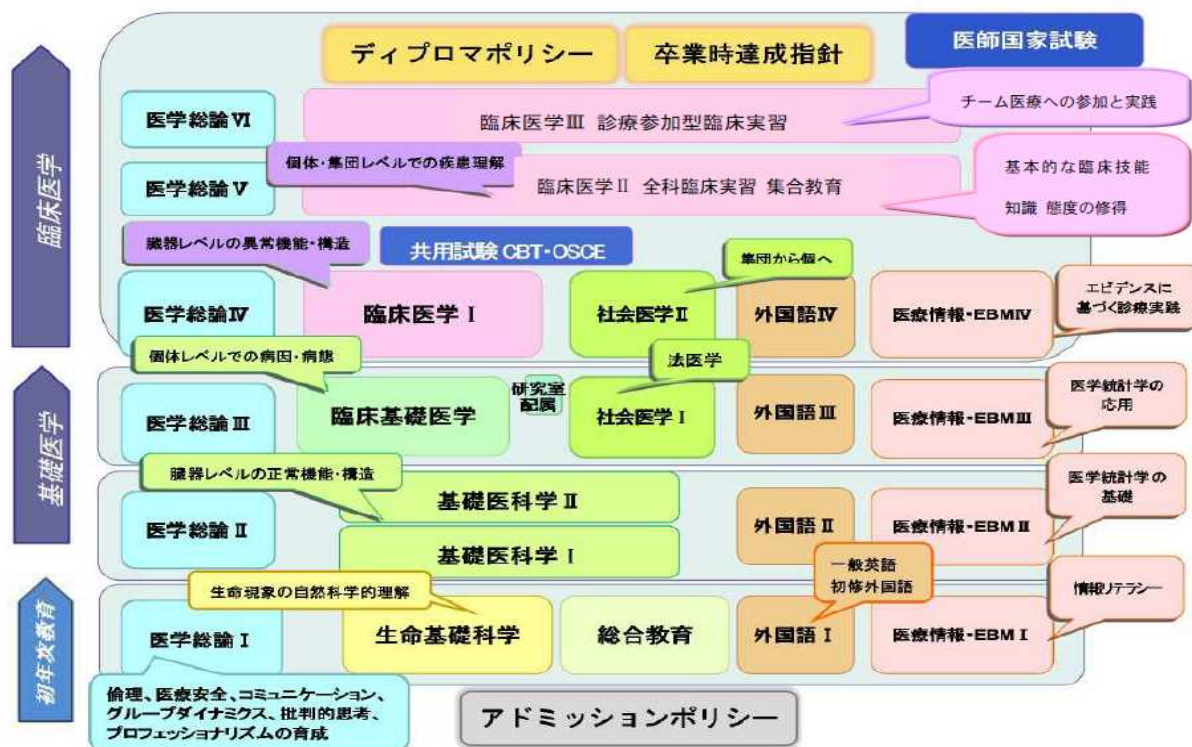 ディプロマポリシー
卒業時達成指針
医師国家試験
チーム医療への参加と実践
医学総論Ⅵ
臨床医学Ⅲ 診療参加型臨床実習
個体・集団レベルでの疾患理解
基本的な臨床技能
知識 態度の修得
医学総論Ⅴ
臨床医学Ⅱ 全科臨床実習 集合教育
臨床医学
臓器レベルの異常機能・構造
共用試験CBT・OSCE
集団から個へ
エビデンスに
基づく診療実践
医学総論Ⅳ
臨床医学Ⅰ
社会医学Ⅱ
外国語Ⅳ
医療情報・EBMⅣ
個体レベルでの病因・病態
法医学
研究室
配属
医学統計学の
応用
医学総論Ⅲ
臨床基礎医学
社会医学Ⅰ
外国語Ⅲ
医療情報・EBMⅢ
基礎医学
臓器レベルの正常機能・構造
医学統計学の
基礎
基礎医科学Ⅱ
医学総論Ⅱ
外国語Ⅱ
医療情報・EBMⅡ
基礎医科学Ⅰ
一般英語
初修外国語
情報リテラシー
生命現象の自然科学的理解
初年次教育
医学総論Ⅰ
生命基礎科学
総合教育
外国語Ⅰ
医療情報・EBMⅠ
倫理、医療安全、コミュニケーション、
グループダイナミクス、批判的思考、
プロフェッショナリズムの育成
アドミッションポリシー